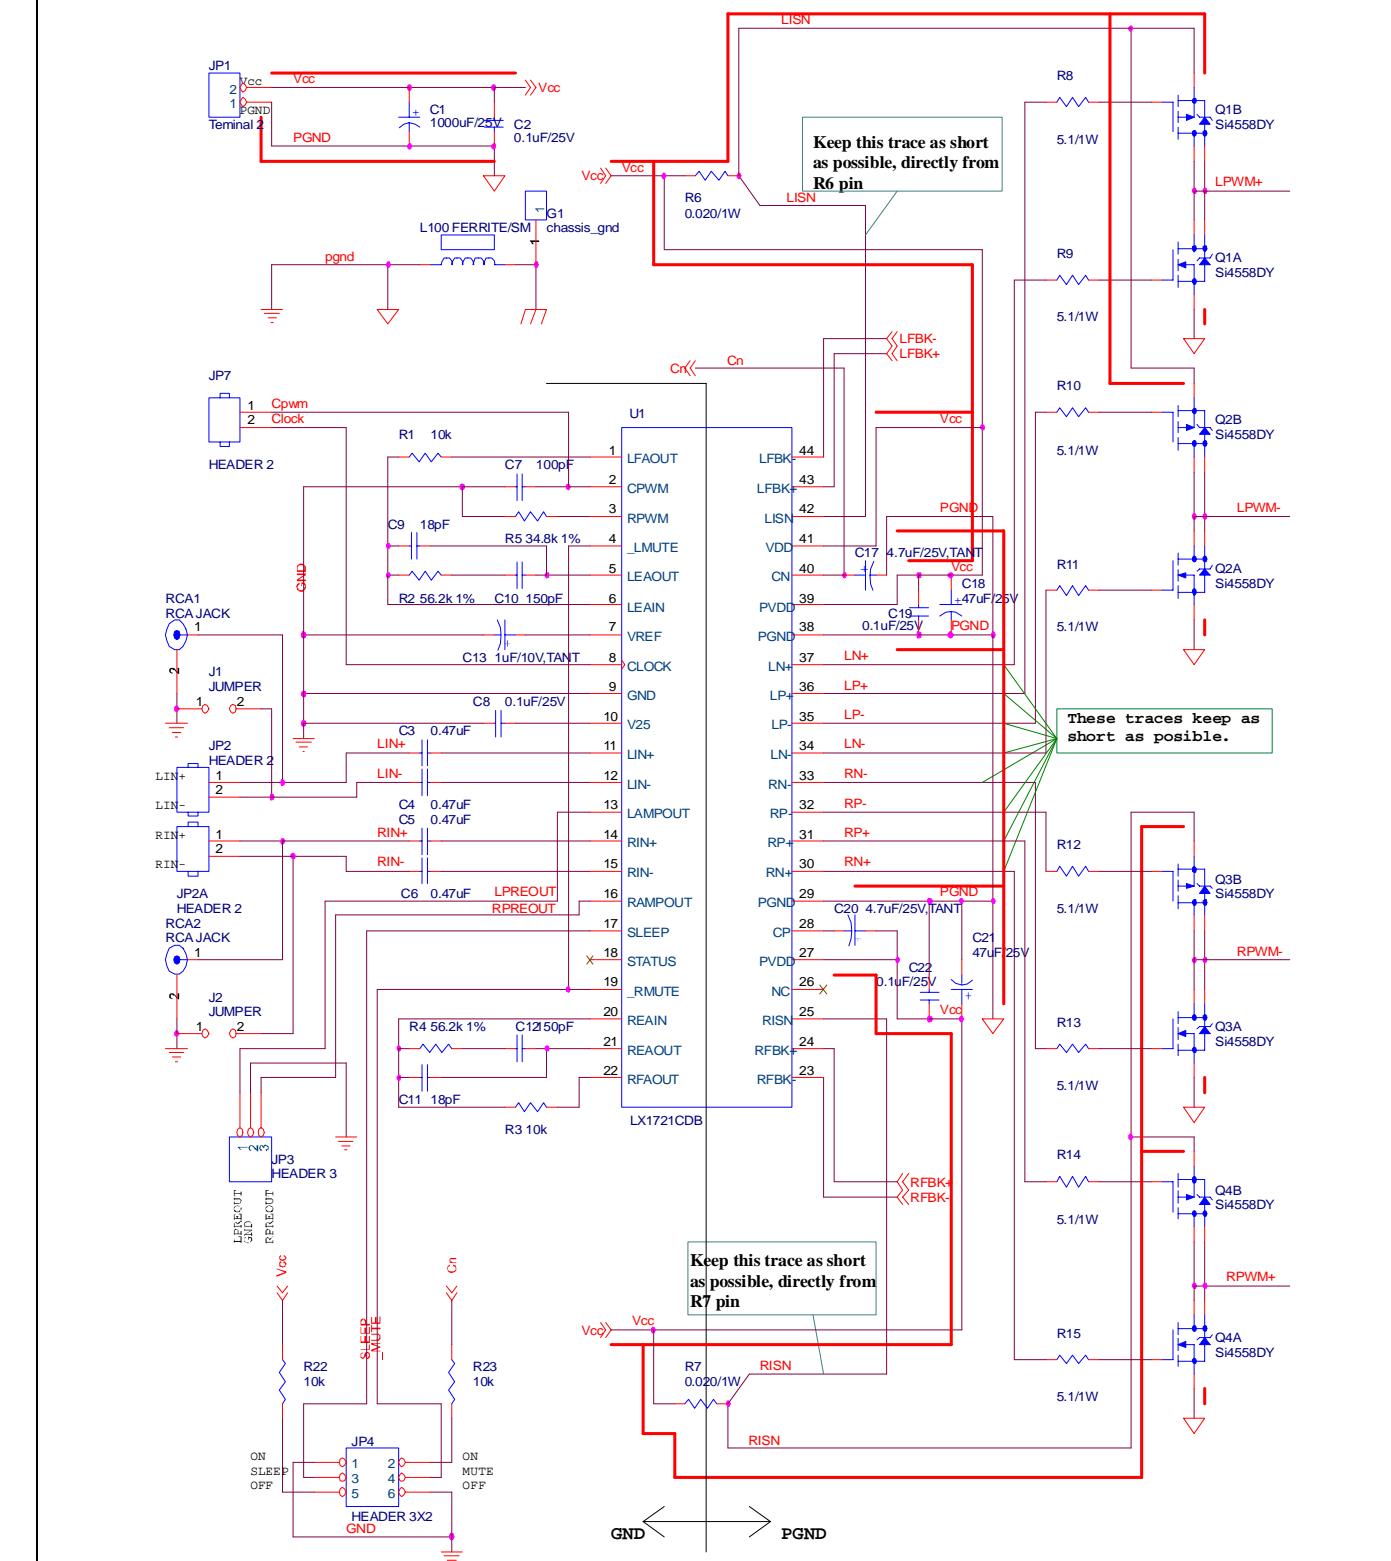 LISN
JP1
Vcc
Vcc
Vcc
2
1
PGND
Teminal 2
C1
1000uF/25V
C2
0.1uF/25V
PGND
R8
5.1/1W
Q1B
Si4558DY
Keep this trace as short
as possible, directly from
R6 pin
Vcc
Vcc
R6
0.020/1W
LISN
LPWM+
1
G1
chassis_gnd
L100 FERRITE/SM
1
pgnd
R9
5.1/1W
Q1A
Si4558DY
LFBK-
LFBK+
Cn
Cn
JP7
1
2
Cpwm
Clock
HEADER 2
R10
5.1/1W
Q2B
Si4558DY
Vcc
U1
R1 10k
C7 100pF
C9 18pF
R5 34.8k 1%
R2 56.2k 1%
C10 150pF
C13 1uF/10V,TANT
C8 0.1uF/25V
GND
1 LFAOUT
2 CPWM
3 RPWM
4 _LMUTE
5 LEAOUT
6 LEAIN
7 VREF
8 CLOCK
9 GND
10 V25
11 LIN+
12 LIN-
13 LAMPOUT
14 RIN+
15 RIN-
16 RAMPOUT
17 SLEEP
18 STATUS
19 _RMUTE
20 REAIN
21 REAOUT
22 RFAOUT
LFBK- 44
LFBK+ 43
LISN 42
VDD 41
CN 40
PVDD 39
PGND 38
LN+ 37
LP+ 36
LP- 35
LN- 34
RN- 33
RP- 32
RP+ 31
RN+ 30
PGND 29
CP 28
PVDD 27
NC 26
RISN 25
RFBK+ 24
RFBK- 23
LX1721CDB
PGND
C17 4.7uF/25V,TANT
Vcc
C18
47uF/25V
C19
0.1uF/25V
PGND
LPWM-
R11
5.1/1W
Q2A
Si4558DY
LN+
LP+
LP-
LN-
RN-
RP-
RP+
RN+
These traces keep as
short as posible.
RCA1
RCA JACK
1
2
J1
JUMPER
1
2
JP2
HEADER 2
LIN+
LIN-
1
2
LIN+
LIN-
C3 0.47uF
C4 0.47uF
C5 0.47uF
RIN+
RIN-
1
2
RIN+
RIN-
C6 0.47uF
JP2A
HEADER 2
LPREOUT
RPREOUT
RCA2
RCA JACK
1
2
J2
JUMPER
1
2
PGND
C20 4.7uF/25V,TANT
C21
47uF/25V
C22
0.1uF/25V
Vcc
R12
5.1/1W
Q3B
Si4558DY
RPWM-
R13
5.1/1W
Q3A
Si4558DY
R4 56.2k 1%
C12 150pF
C11 18pF
R3 10k
1
2
3
JP3
HEADER 3
LPREOUT
GND
RPREOUT
RFBK+
RFBK-
R14
5.1/1W
Q4B
Si4558DY
RPWM+
Keep this trace as short
as possible, directly from
R7 pin
Vcc
Cn
SLEEP
_MUTE
Vcc
Vcc
R7
0.020/1W
RISN
RISN
R15
5.1/1W
Q4A
Si4558DY
R22
10k
R23
10k
JP4
ON
SLEEP
OFF
1 2
3 4
5 6
ON
MUTE
OFF
HEADER 3X2
GND
GND
PGND